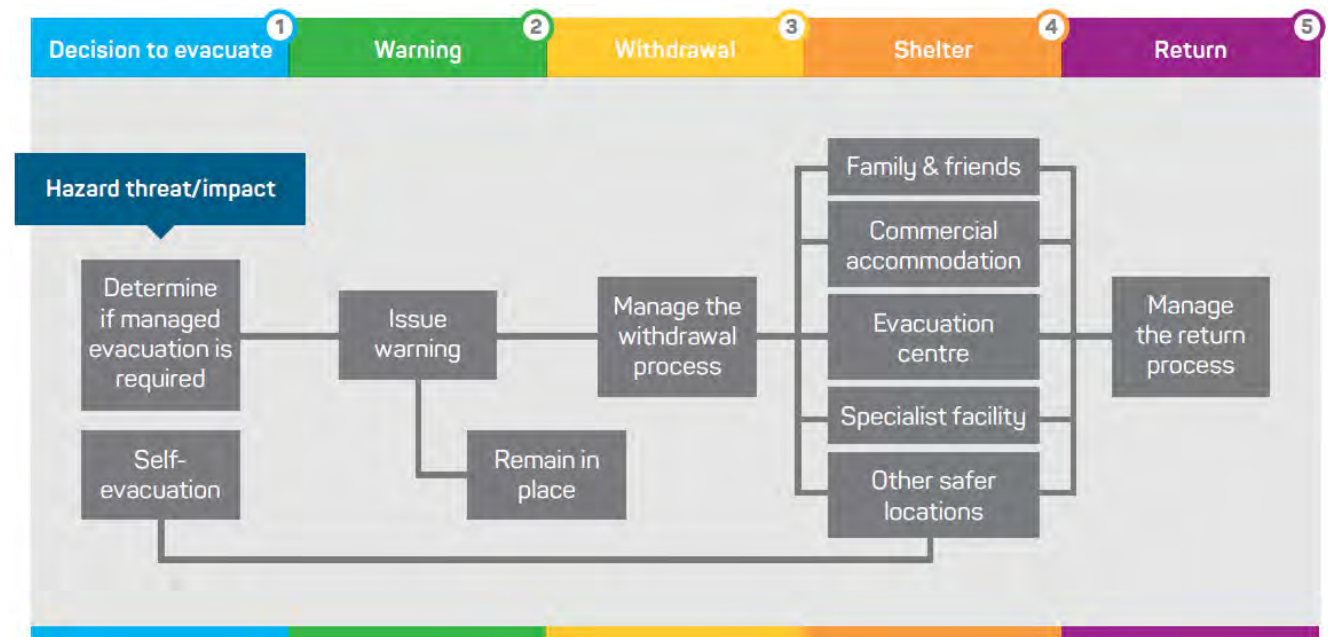 1
2
3
4
5
Decision to evacuate
Warning
Withdrawal
Shelter
Return
Hazard threat/impact
Determine
if managed
evacuation is
required
Self-
evacuation
Issue
warning
Remain in
place
Manage the
withdrawal
process
Family & friends
Commercial
accommodation
Evacuation
centre
Specialist facility
Other safer
locations
Manage
the return
process